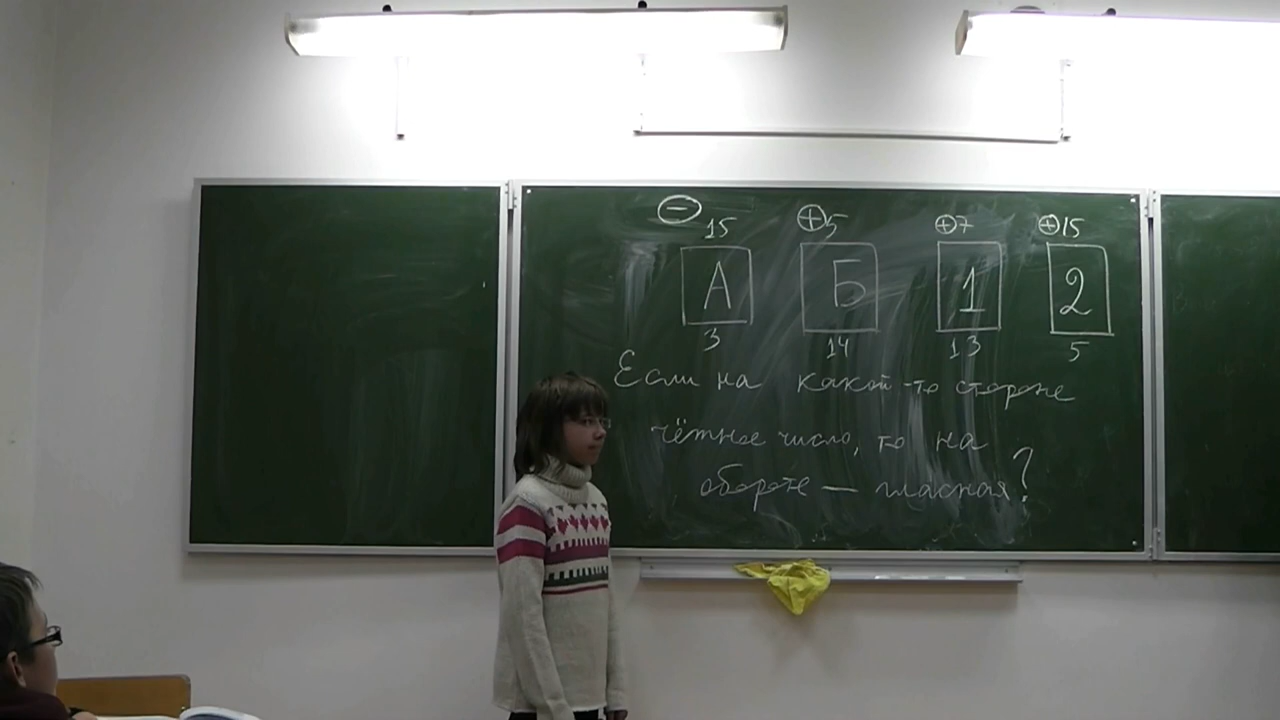 ⊖ 15 ⊕ 5 ⊕ 7 ⊕ 15
А Б 1 2
3 14 13 5
Если на какой-то стороне
чётное число, то на
обороте — гласная?